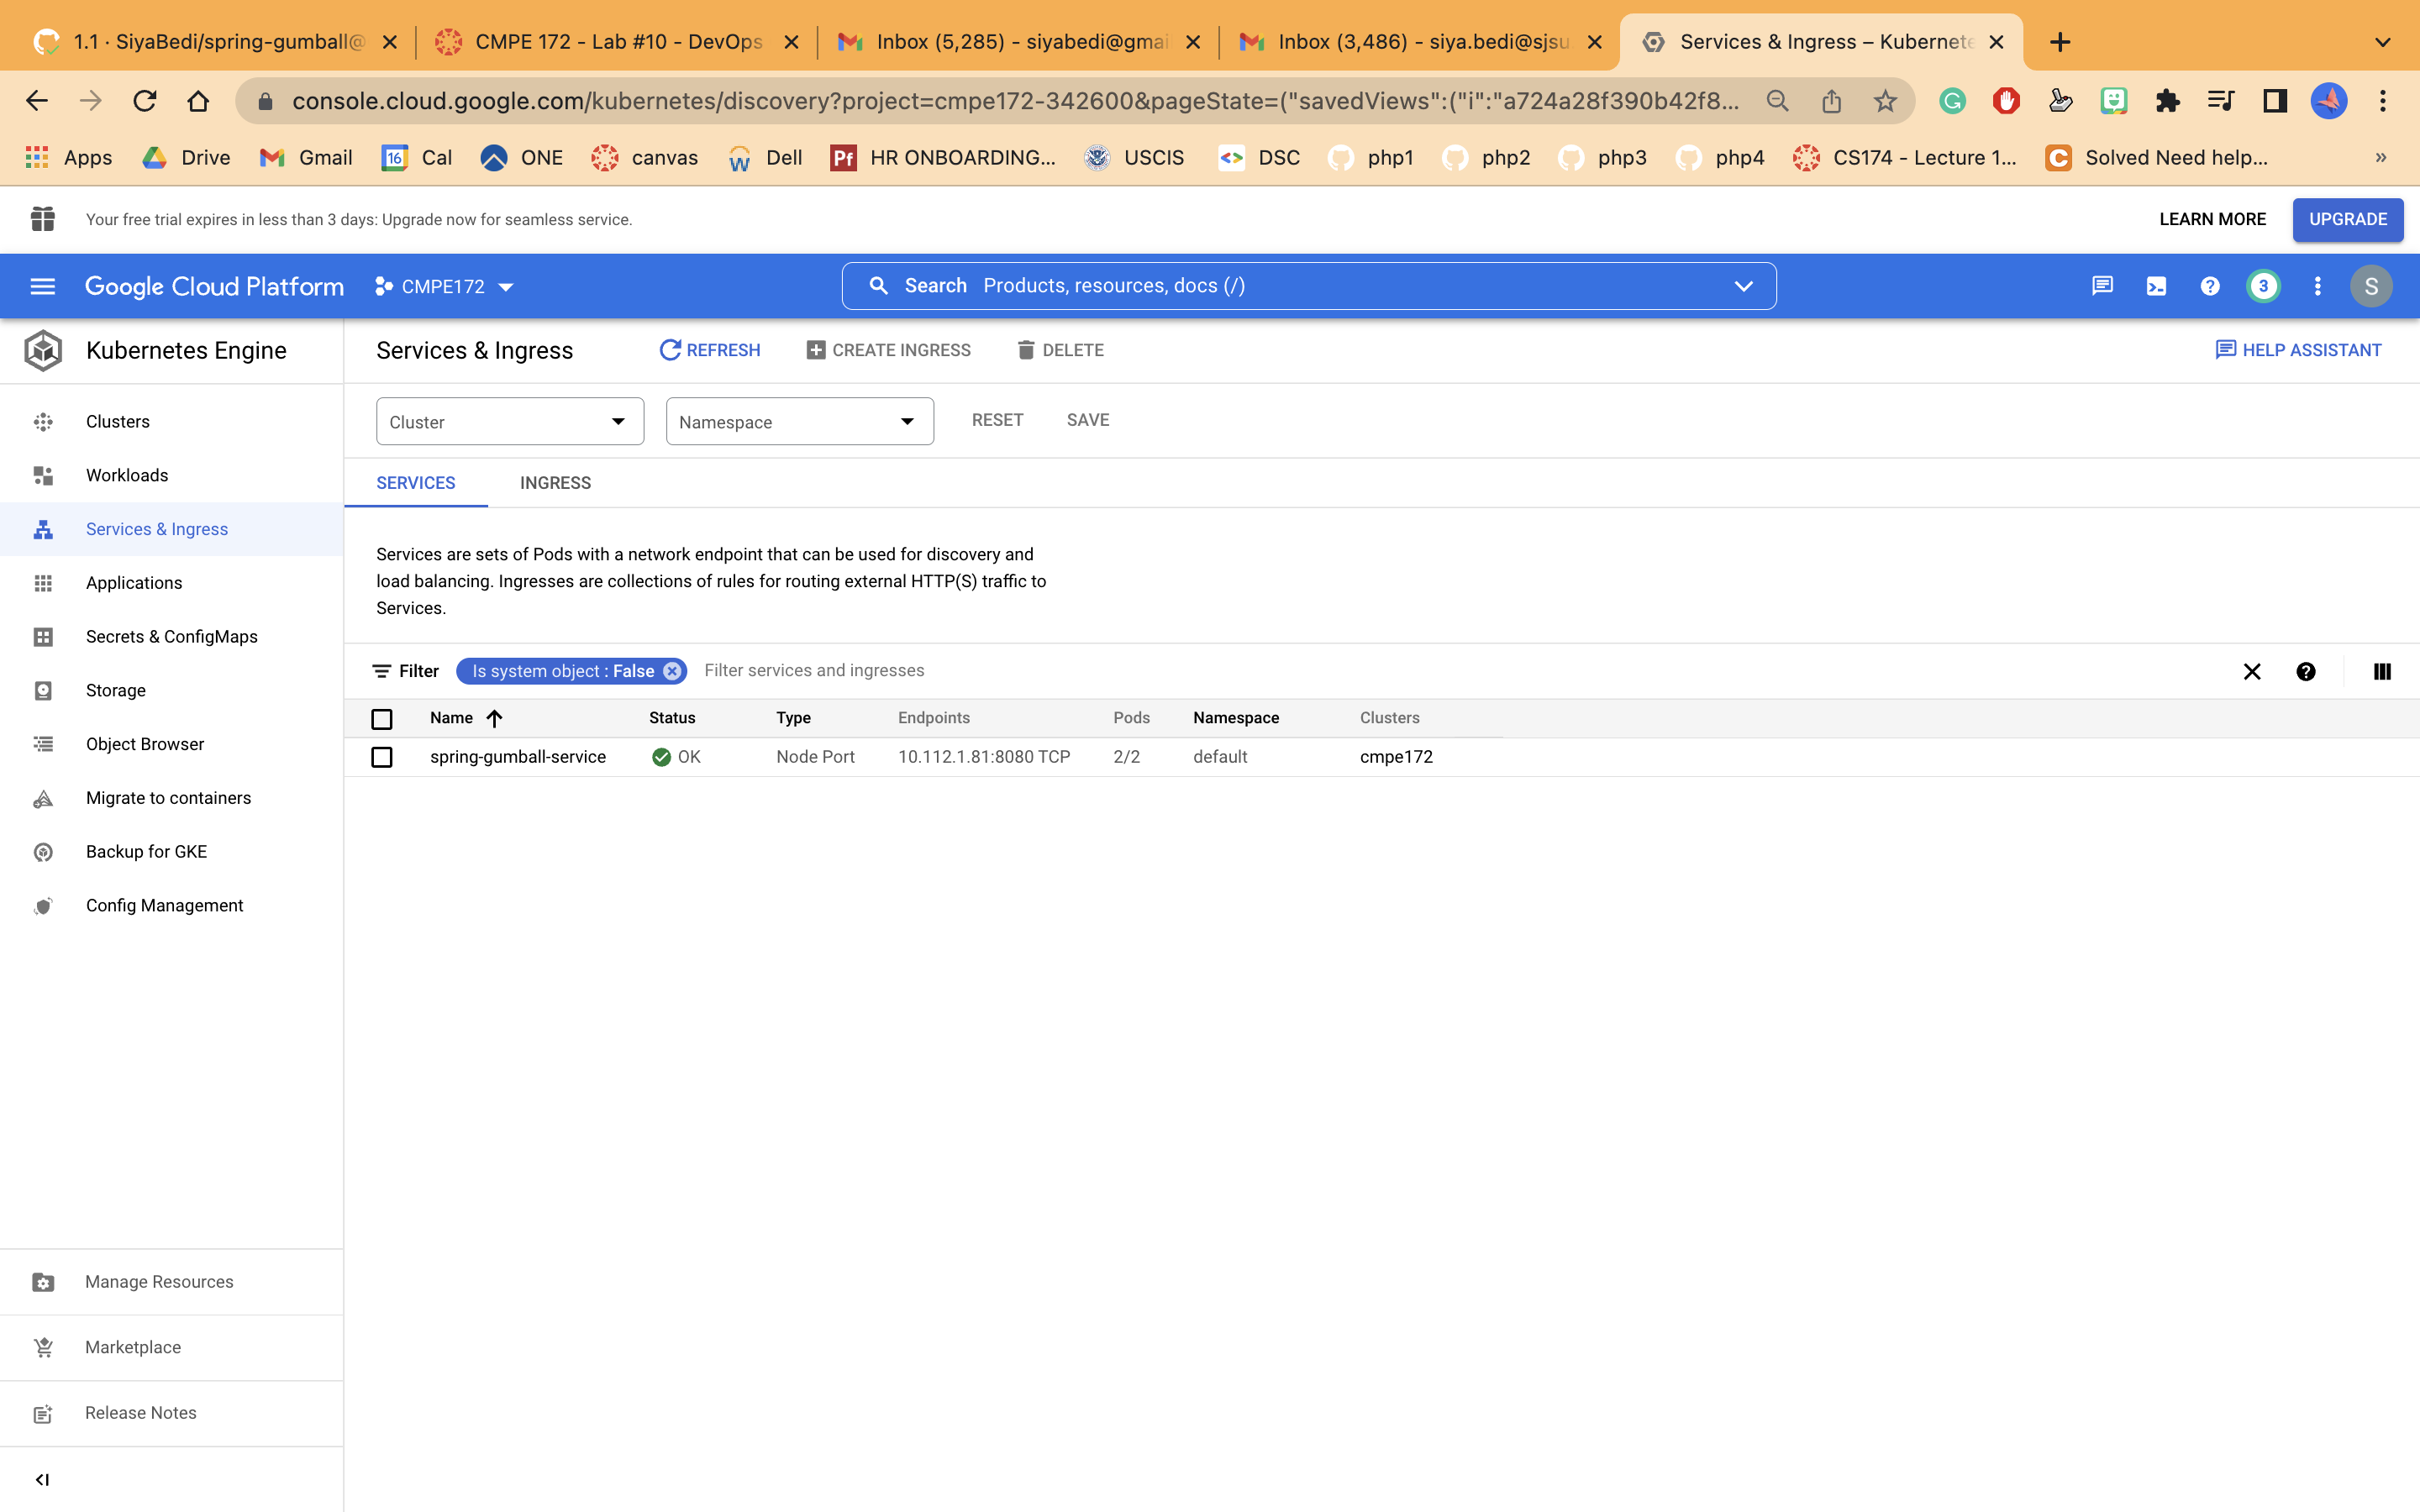 1.1 · SiyaBedi/spring-gumball@
CMPE 172 - Lab #10 - DevOps
Inbox (5,285) - siyabedi@gmai
Inbox (3,486) - siya.bedi@sjsu
Services & Ingress – Kubernete
console.cloud.google.com/kubernetes/discovery?project=cmpe172-342600&pageState=("savedViews":("i":"a724a28f390b42f8...
Apps
Drive
Gmail
16
Cal
ONE
canvas
Dell
Pf
HR ONBOARDING...
USCIS
DSC
php1
php2
php3
php4
CS174 - Lecture 1...
Solved Need help...
»
Your free trial expires in less than 3 days: Upgrade now for seamless service.
LEARN MORE
UPGRADE
Google Cloud Platform
CMPE172
Search Products, resources, docs (/)
3
S
Kubernetes Engine
Services & Ingress
REFRESH
CREATE INGRESS
DELETE
HELP ASSISTANT
Clusters
Workloads
Services & Ingress
Applications
Secrets & ConfigMaps
Storage
Object Browser
Migrate to containers
Backup for GKE
Config Management
Manage Resources
Marketplace
Release Notes
Cluster
Namespace
RESET
SAVE
SERVICES
INGRESS
Services are sets of Pods with a network endpoint that can be used for discovery and
load balancing. Ingresses are collections of rules for routing external HTTP(S) traffic to
Services.
Filter
Is system object : False
Filter services and ingresses
Name Status Type Endpoints Pods Namespace Clusters
spring-gumball-service OK Node Port 10.112.1.81:8080 TCP 2/2 default cmpe172